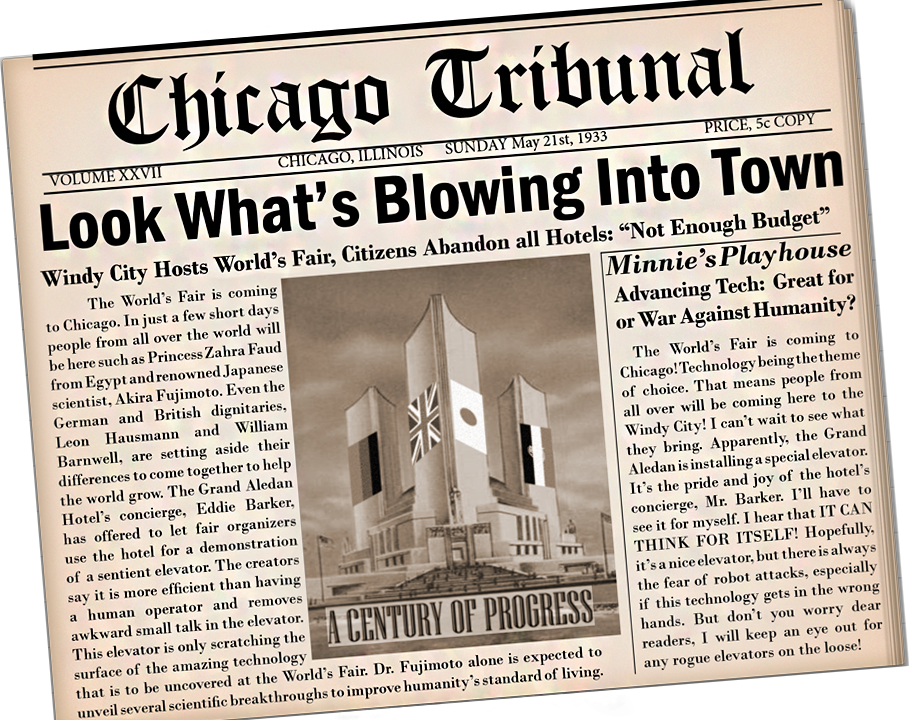 Chicago Tribunal
VOLUME XXVII CHICAGO, ILLINOIS SUNDAY May 21st, 1933 PRICE, 5c COPY
Look What's Blowing Into Town
Windy City Hosts World's Fair, Citizens Abandon all Hotels: “Not Enough Budget”
The World's Fair is coming
to Chicago. In just a few short days
people from all over the world will
be here such as Princess Zahra Faud
from Egypt and renowned Japanese
scientist, Akira Fujimoto. Even the
German and British dignitaries,
Leon Hausmann and William
Barnwell, are setting aside their
differences to come together to help
the world grow. The Grand Aledan
Hotel's concierge, Eddie Barker,
has offered to let fair organizers
use the hotel for a demonstration
of a sentient elevator. The creators
say it is more efficient than having
a human operator and removes
awkward small talk in the elevator.
This elevator is only scratching the
surface of the amazing technology
that is to be uncovered at the World's Fair. Dr. Fujimoto alone is expected to
unveil several scientific breakthroughs to improve humanity's standard of living.
A CENTURY OF PROGRESS
Minnie's Playhouse
Advancing Tech: Great for
or War Against Humanity?
The World's Fair is coming to
Chicago! Technology being the theme
of choice. That means people from
all over will be coming here to the
Windy City! I can't wait to see what
they bring. Apparently, the Grand
Aledan is installing a special elevator.
It's the pride and joy of the hotel's
concierge, Mr. Barker. I'll have to
see it for myself. I hear that IT CAN
THINK FOR ITSELF! Hopefully,
it's a nice elevator, but there is always
the fear of robot attacks, especially
if this technology gets in the wrong
hands. But don't you worry dear
readers, I will keep an eye out for
any rogue elevators on the loose!